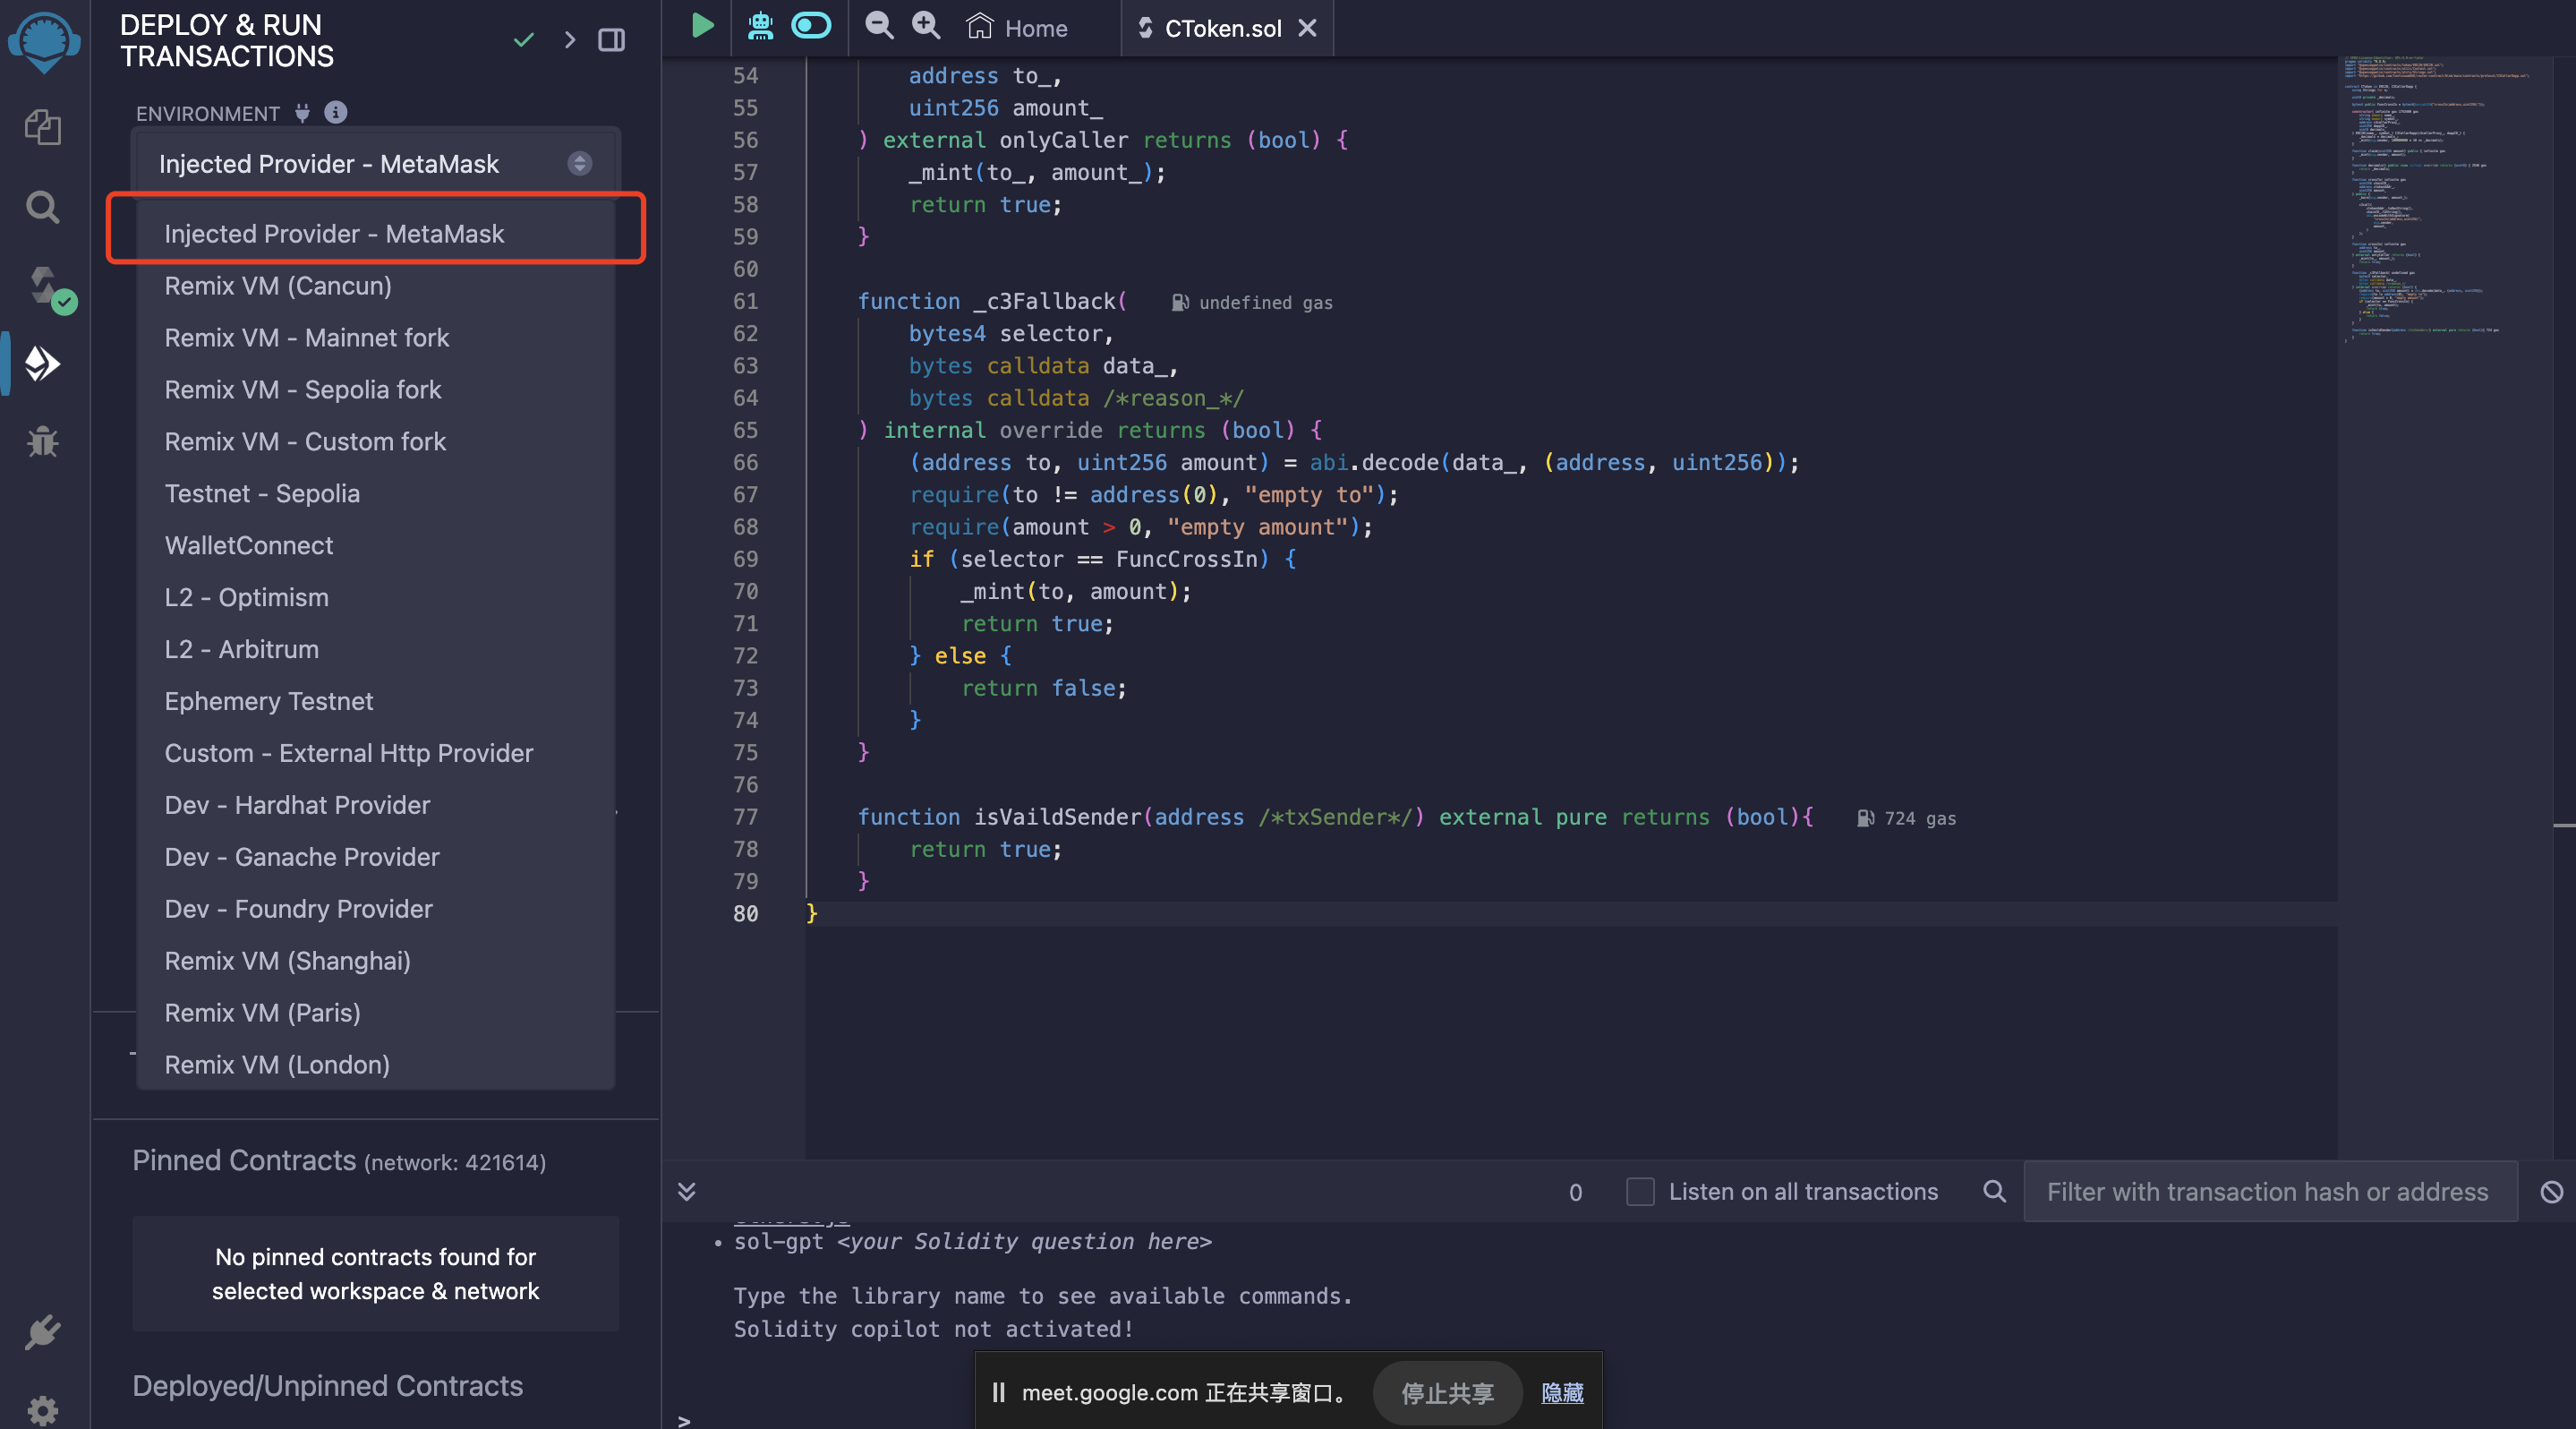 DEPLOY & RUN
TRANSACTIONS
ENVIRONMENT
Injected Provider - MetaMask
Injected Provider - MetaMask
Remix VM (Cancun)
Remix VM - Mainnet fork
Remix VM - Sepolia fork
Remix VM - Custom fork
Testnet - Sepolia
WalletConnect
L2 - Optimism
L2 - Arbitrum
Ephemery Testnet
Custom - External Http Provider
Dev - Hardhat Provider
Dev - Ganache Provider
Dev - Foundry Provider
Remix VM (Shanghai)
Remix VM (Paris)
Remix VM (London)
Pinned Contracts (network: 421614)
No pinned contracts found for
selected workspace & network
Deployed/Unpinned Contracts
Home
CToken.sol
54 address to_,
55 uint256 amount_
56 ) external onlyCaller returns (bool) {
57 _mint(to_, amount_);
58 return true;
59 }
60
61 function _c3Fallback( undefined gas
62 bytes4 selector,
63 bytes calldata data_,
64 bytes calldata /*reason_*/
65 ) internal override returns (bool) {
66 (address to, uint256 amount) = abi.decode(data_, (address, uint256));
67 require(to != address(0), "empty to");
68 require(amount > 0, "empty amount");
69 if (selector == FuncCrossIn) {
70 _mint(to, amount);
71 return true;
72 } else {
73 return false;
74 }
75 }
76
77 function isVaildSender(address /*txSender*/) external pure returns (bool){ 724 gas
78 return true;
79 }
80 }
0
Listen on all transactions
Filter with transaction hash or address
• sol-gpt <your Solidity question here>
Type the library name to see available commands.
Solidity copilot not activated!
meet.google.com 正在共享窗口。
停止共享
隐藏
>